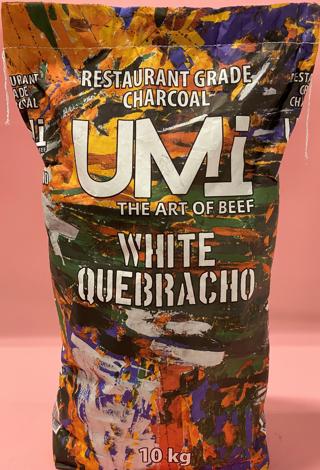 RESTAURANT GRADE
CHARCOAL
UMi
THE ART OF BEEF
WHITE
QUEBRACHO
10 kg